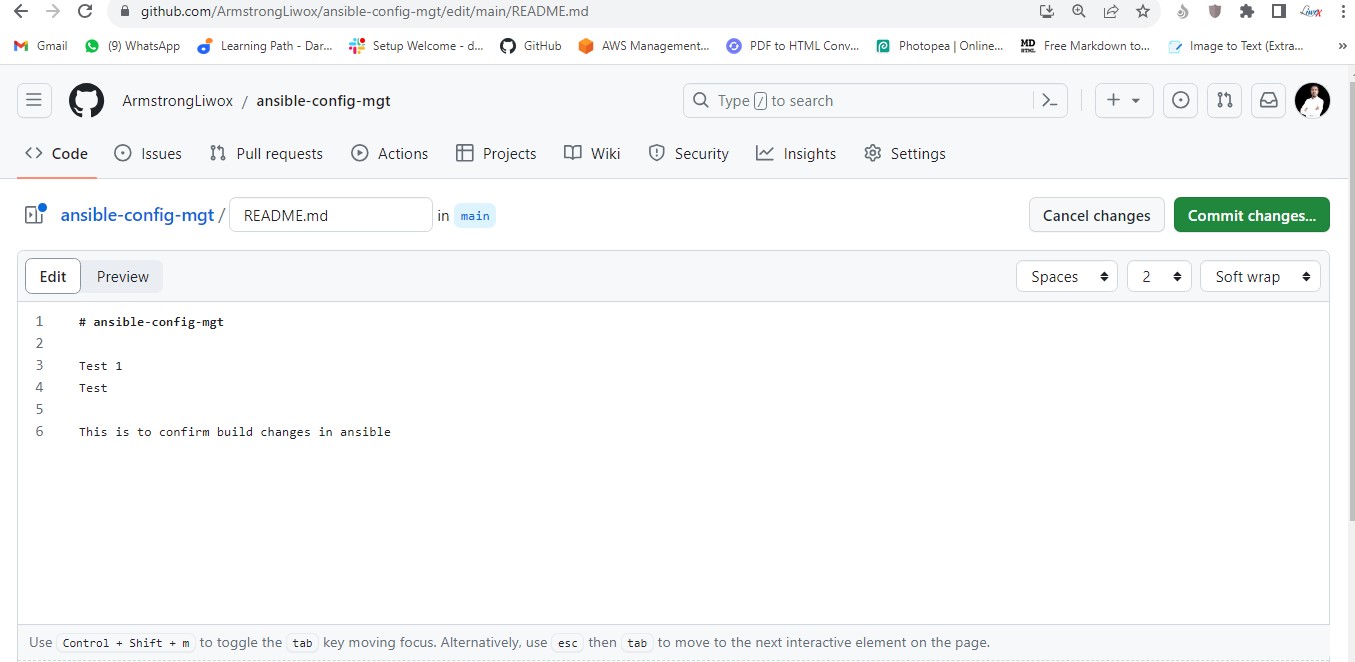 github.com/ArmstrongLiwox/ansible-config-mgt/edit/main/README.md
Gmail (9) WhatsApp Learning Path - Dar... Setup Welcome - d... GitHub AWS Management... PDF to HTML Conv... Photopea | Online... MD HTML Free Markdown to... Image to Text (Extra... »
ArmstrongLiwox / ansible-config-mgt Type / to search
Code Issues Pull requests Actions Projects Wiki Security Insights Settings
ansible-config-mgt / README.md in main Cancel changes Commit changes...
Edit Preview Spaces 2 Soft wrap
1 # ansible-config-mgt
2
3 Test 1
4 Test
5
6 This is to confirm build changes in ansible
Use Control + Shift + m to toggle the tab key moving focus. Alternatively, use esc then tab to move to the next interactive element on the page.